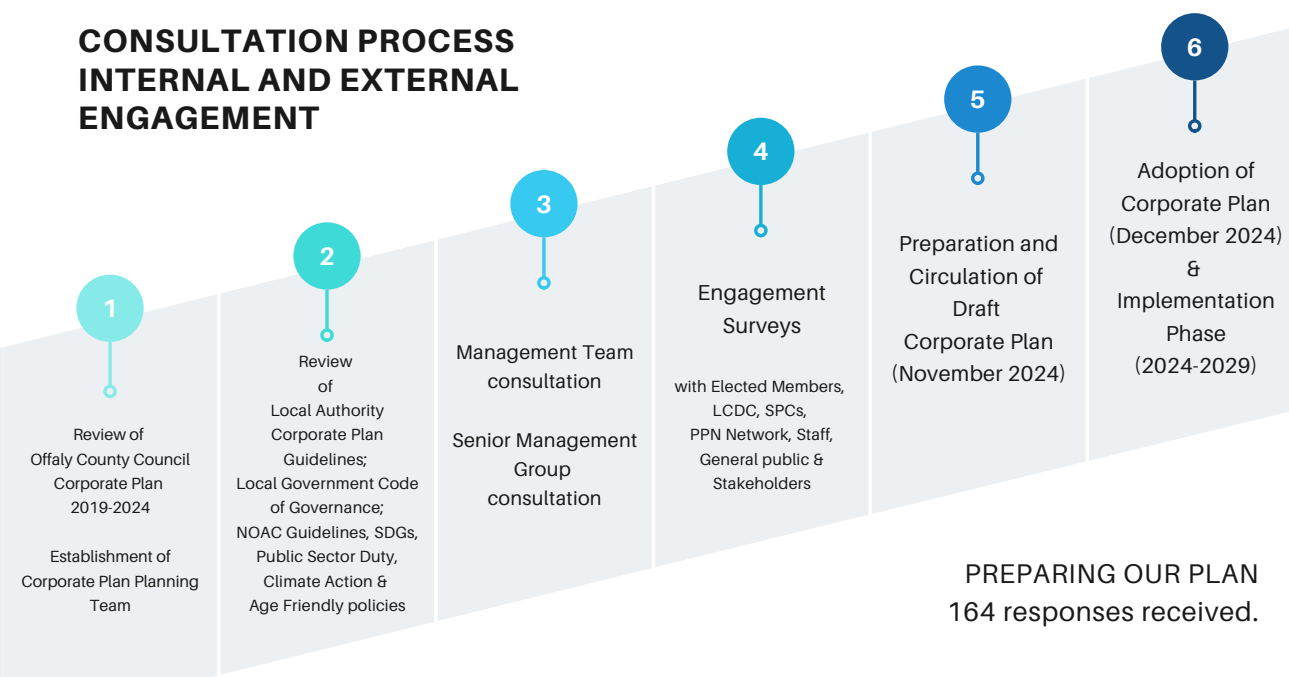 CONSULTATION PROCESS
INTERNAL AND EXTERNAL
ENGAGEMENT
1
Review of
Offaly County Council
Corporate Plan
2019-2024
Establishment of
Corporate Plan Planning
Team
2
Review
of
Local Authority
Corporate Plan
Guidelines;
Local Government Code
of Governance;
NOAC Guidelines, SDGs,
Public Sector Duty,
Climate Action &
Age Friendly policies
3
Management Team
consultation
Senior Management
Group
consultation
4
Engagement
Surveys
with Elected Members,
LCDC, SPCs,
PPN Network, Staff,
General public &
Stakeholders
5
Preparation and
Circulation of
Draft
Corporate Plan
(November 2024)
6
Adoption of
Corporate Plan
(December 2024)
&
Implementation
Phase
(2024-2029)
PREPARING OUR PLAN
164 responses received.